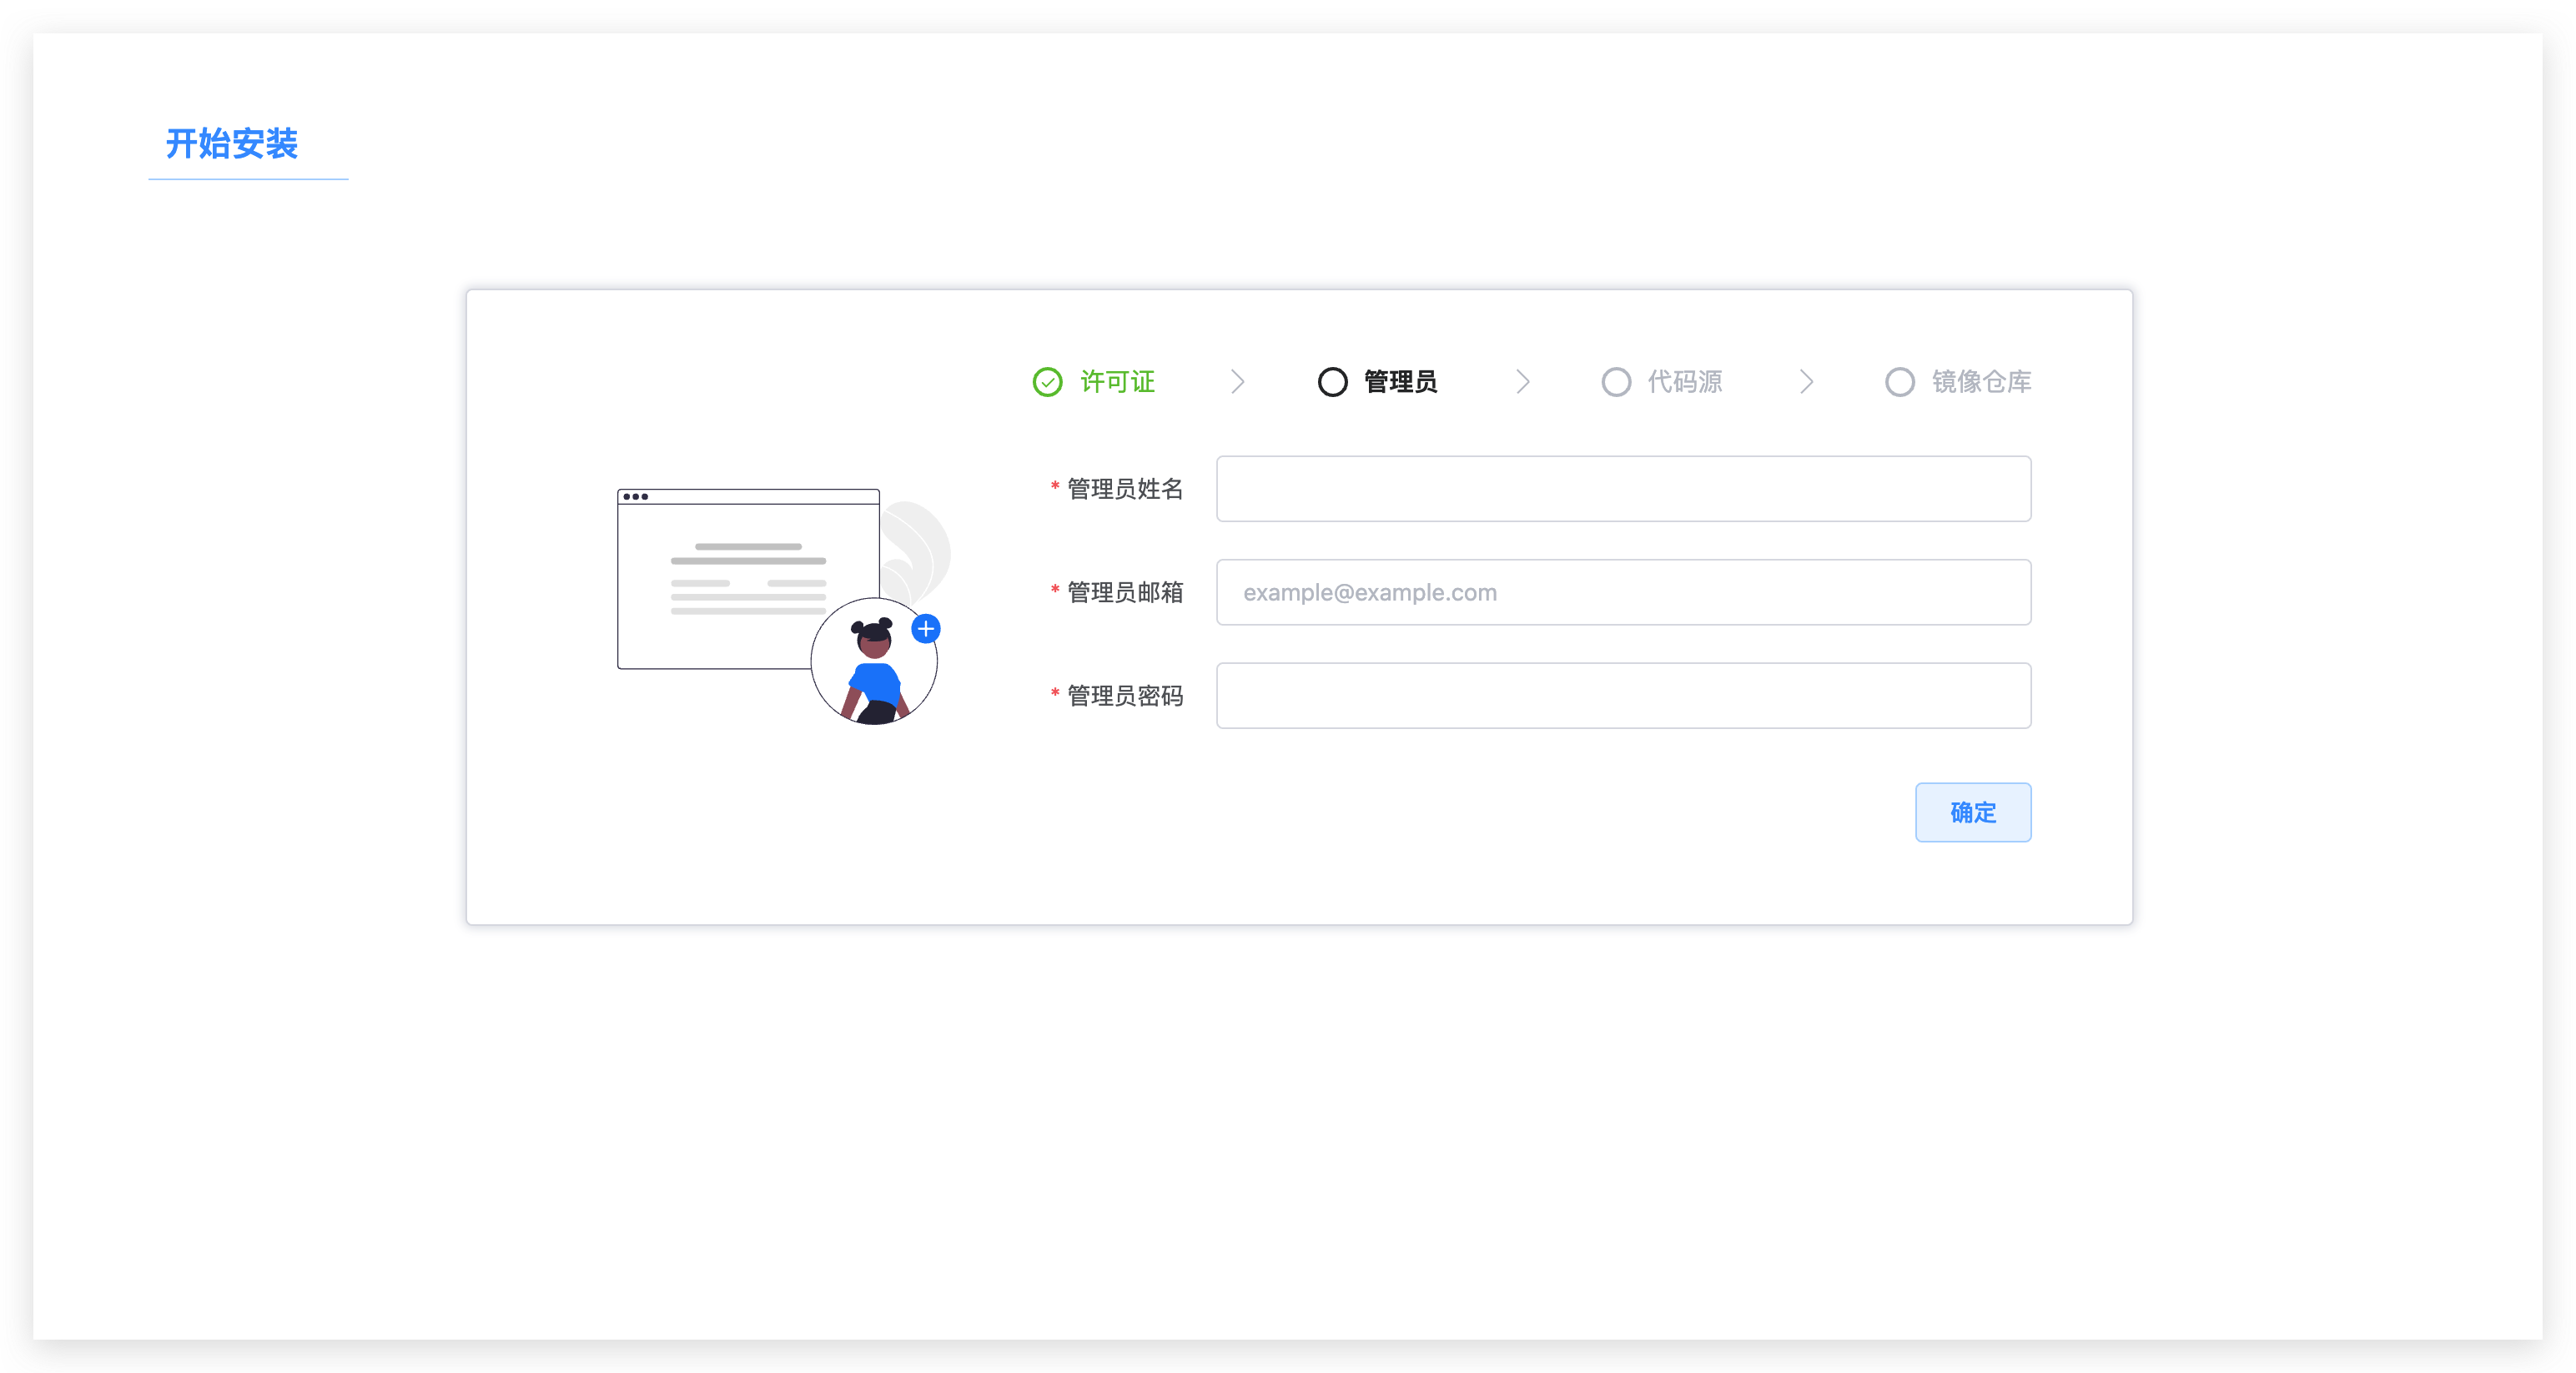 开始安装
许可证
管理员
代码源
镜像仓库
* 管理员姓名
* 管理员邮箱
example@example.com
* 管理员密码
确定